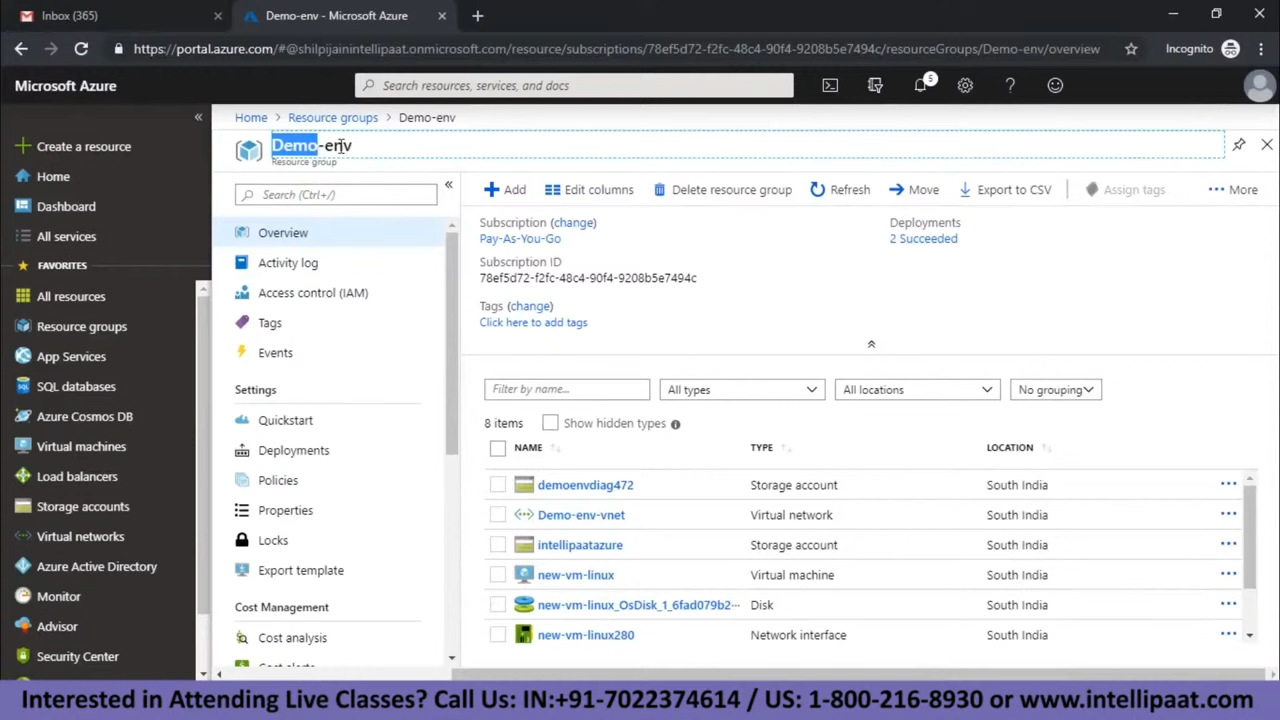 Inbox (365)
Demo-env - Microsoft Azure
https://portal.azure.com/#@shilpijainintellipaat.onmicrosoft.com/resource/subscriptions/78ef5d72-f2fc-48c4-90f4-9208b5e7494c/resourceGroups/Demo-env/overview
Incognito
Microsoft Azure
Search resources, services, and docs
5
Create a resource
Home
Dashboard
All services
FAVORITES
All resources
Resource groups
App Services
SQL databases
Azure Cosmos DB
Virtual machines
Load balancers
Storage accounts
Virtual networks
Azure Active Directory
Monitor
Advisor
Security Center
Home
Resource groups
Demo-env
Demo-env
Resource group
Search (Ctrl+/)
Overview
Activity log
Access control (IAM)
Tags
Events
Settings
Quickstart
Deployments
Policies
Properties
Locks
Export template
Cost Management
Cost analysis
Cost alerts
Add
Edit columns
Delete resource group
Refresh
Move
Export to CSV
Assign tags
More
Subscription (change)
Pay-As-You-Go
Subscription ID
78ef5d72-f2fc-48c4-90f4-9208b5e7494c
Tags (change)
Click here to add tags
Deployments
2 Succeeded
Filter by name...
All types
All locations
No grouping
8 items
Show hidden types
NAME TYPE LOCATION
demoenvdiag472 Storage account South India
Demo-env-vnet Virtual network South India
intellipaatazure Storage account South India
new-vm-linux Virtual machine South India
new-vm-linux_OsDisk_1_6fad079b2··· Disk South India
new-vm-linux280 Network interface South India
Interested in Attending Live Classes? Call Us: IN:+91-7022374614 / US: 1-800-216-8930 or www.intellipaat.com